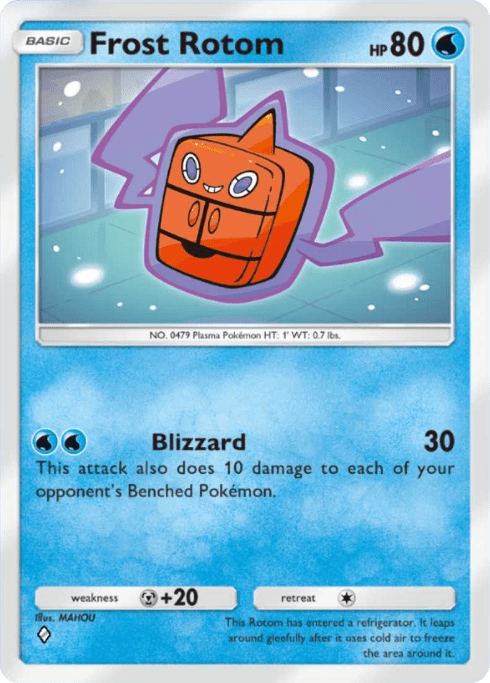 BASIC Frost Rotom HP 80
NO. 0479 Plasma Pokémon HT: 1' WT: 0.7 lbs.
Blizzard 30
This attack also does 10 damage to each of your
opponent's Benched Pokémon.
weakness +20 retreat
Illus. MAHOU
This Rotom has entered a refrigerator. It leaps
around gleefully after it uses cold air to freeze
the area around it.